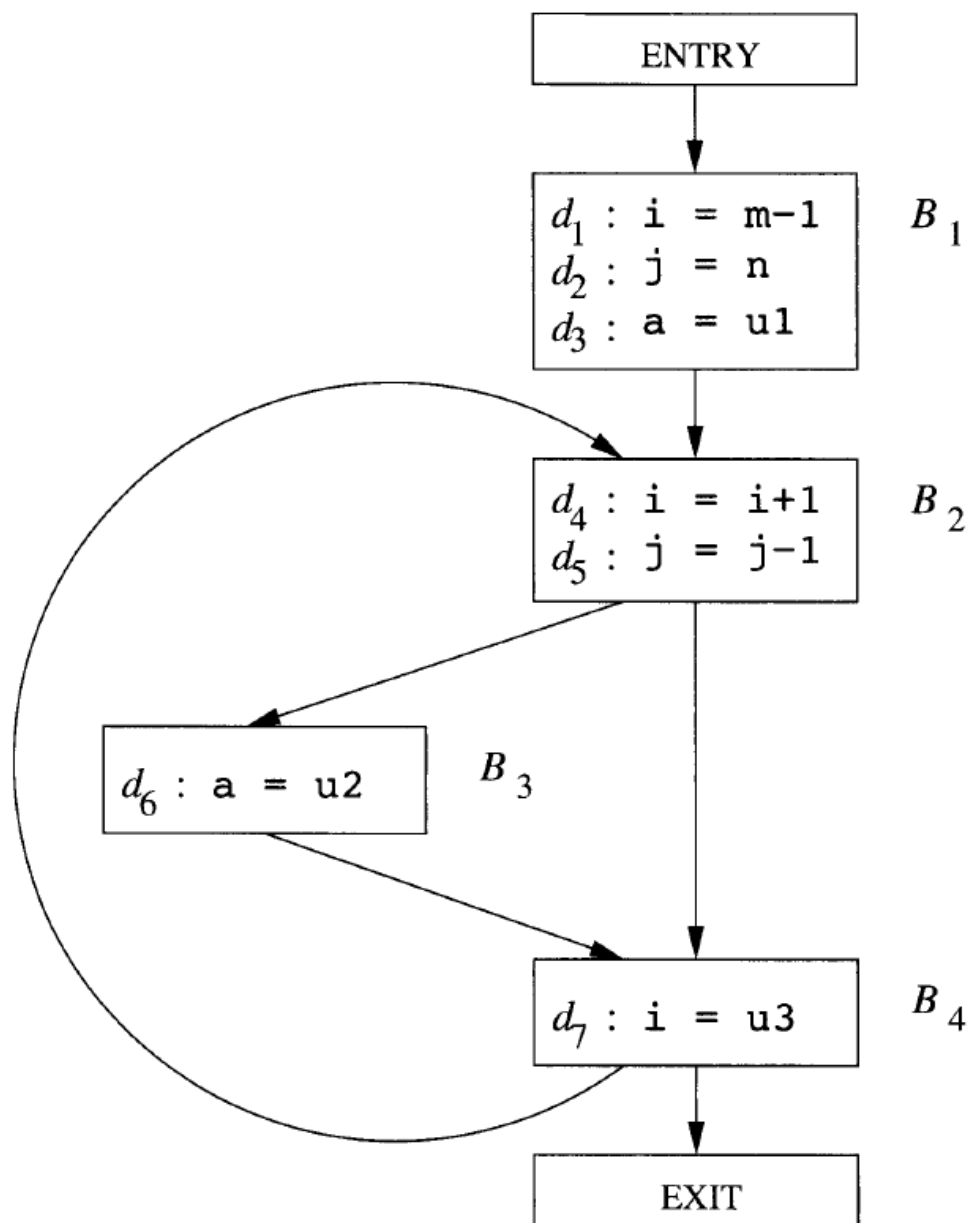 ENTRY
d1 : i = m-1
d2 : j = n
d3 : a = u1
B1
d4 : i = i+1
d5 : j = j-1
B2
d6 : a = u2
B3
d7 : i = u3
B4
EXIT